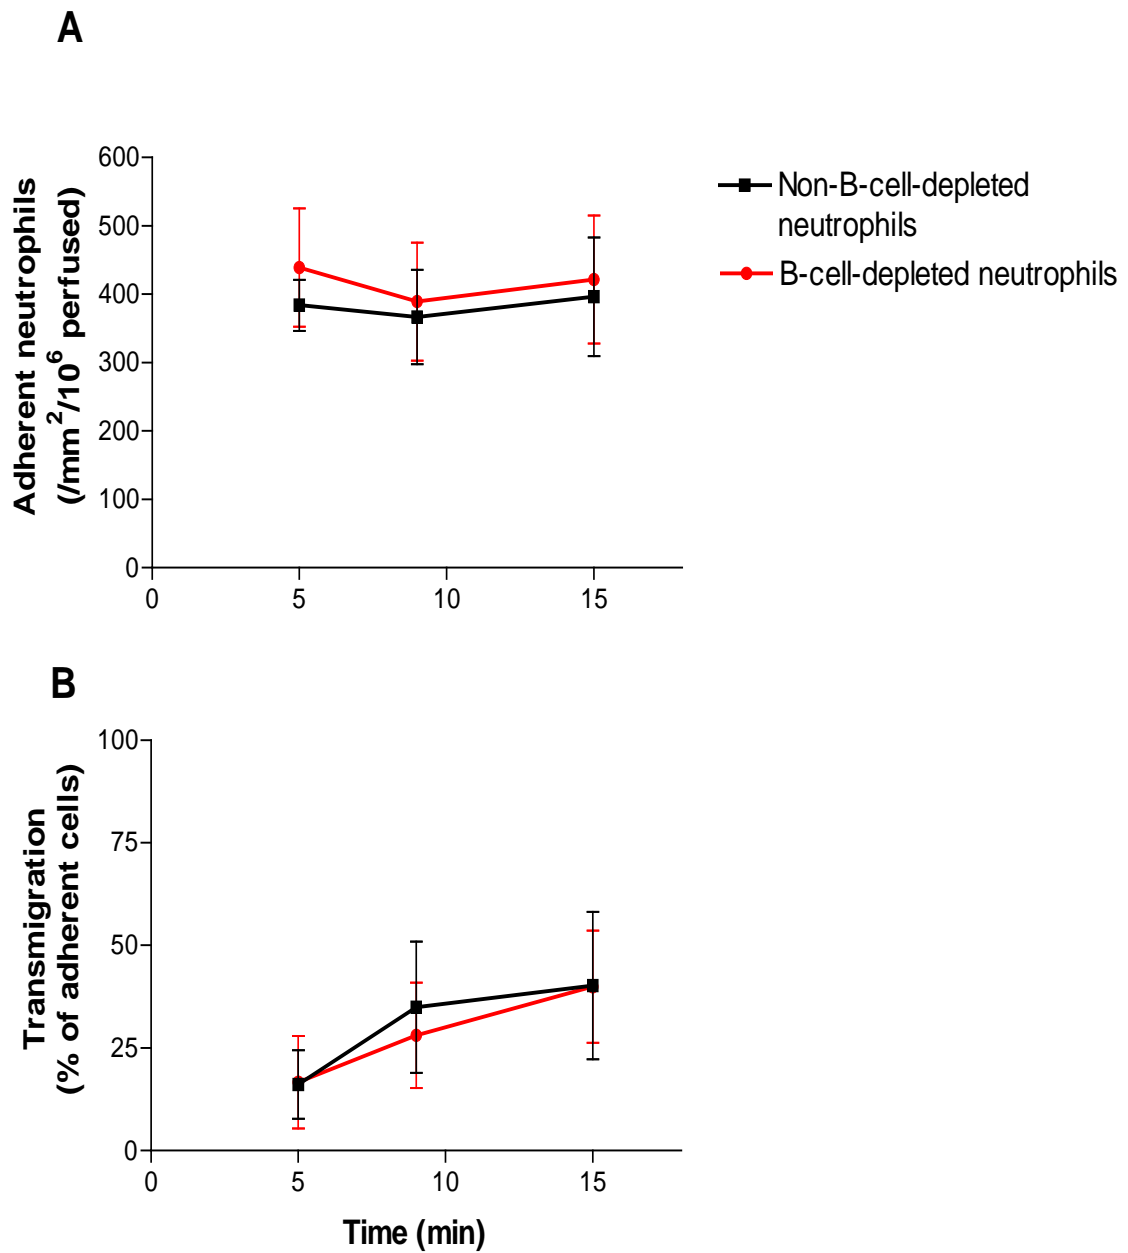 A
Adherent neutrophils
(/mm²/10⁶ perfused)
600
500
400
300
200
100
0
0
5
10
15
Non-B-cell-depleted
neutrophils
B-cell-depleted neutrophils
B
Transmigration
(% of adherent cells)
100
75
50
25
0
0
5
10
15
Time (min)